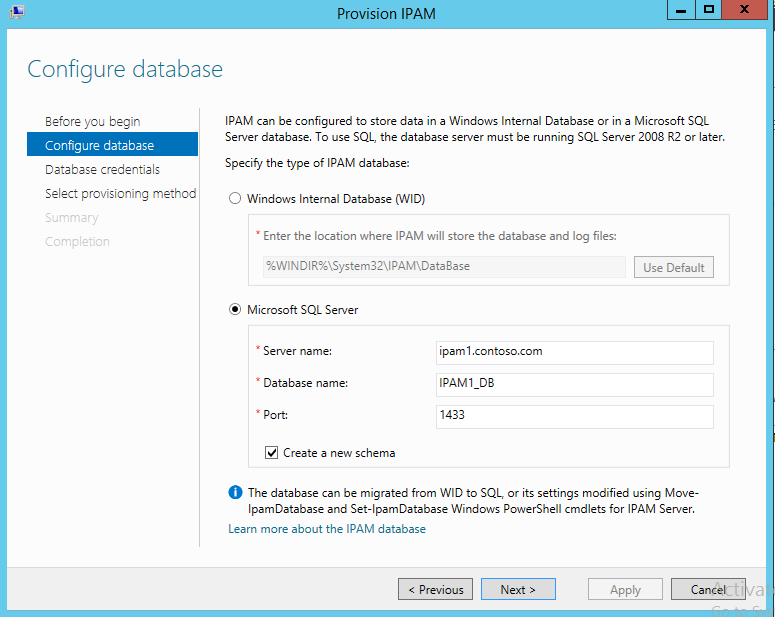 Provision IPAM
Configure database
Before you begin
Configure database
Database credentials
Select provisioning method
Summary
Completion
IPAM can be configured to store data in a Windows Internal Database or in a Microsoft SQL
Server database. To use SQL, the database server must be running SQL Server 2008 R2 or later.
Specify the type of IPAM database:
Windows Internal Database (WID)
* Enter the location where IPAM will store the database and log files:
%WINDIR%\System32\IPAM\DataBase
Use Default
Microsoft SQL Server
* Server name:
ipam1.contoso.com
* Database name:
IPAM1_DB
* Port:
1433
Create a new schema
The database can be migrated from WID to SQL, or its settings modified using Move-
IpamDatabase and Set-IpamDatabase Windows PowerShell cmdlets for IPAM Server.
Learn more about the IPAM database
< Previous
Next >
Apply
Cancel